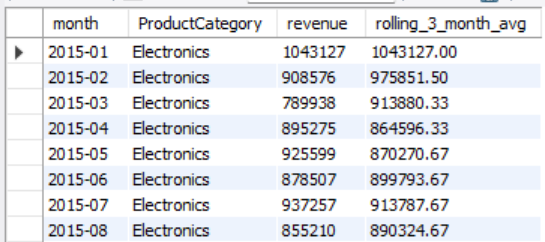 month ProductCategory revenue rolling_3_month_avg
2015-01 Electronics 1043127 1043127.00
2015-02 Electronics 908576 975851.50
2015-03 Electronics 789938 913880.33
2015-04 Electronics 895275 864596.33
2015-05 Electronics 925599 870270.67
2015-06 Electronics 878507 899793.67
2015-07 Electronics 937257 913787.67
2015-08 Electronics 855210 890324.67